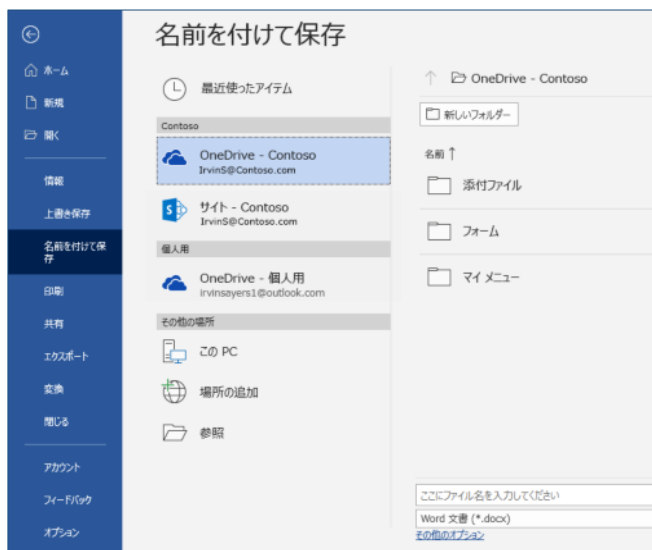 名前を付けて保存
ホーム
新規
開く
情報
上書き保存
名前を付けて保
存
印刷
共有
エクスポート
変換
閉じる
アカウント
フィードバック
オプション
最近使ったアイテム
Contoso
OneDrive - Contoso
IrvinS@Contoso.com
サイト - Contoso
IrvinS@Contoso.com
個人用
OneDrive - 個人用
irvinsayers1@outlook.com
その他の場所
この PC
場所の追加
参照
OneDrive - Contoso
新しいフォルダー
名前 ↑
添付ファイル
フォーム
マイ メニュー
ここにファイル名を入力してください
Word 文書 (*.docx)
その他のオプション